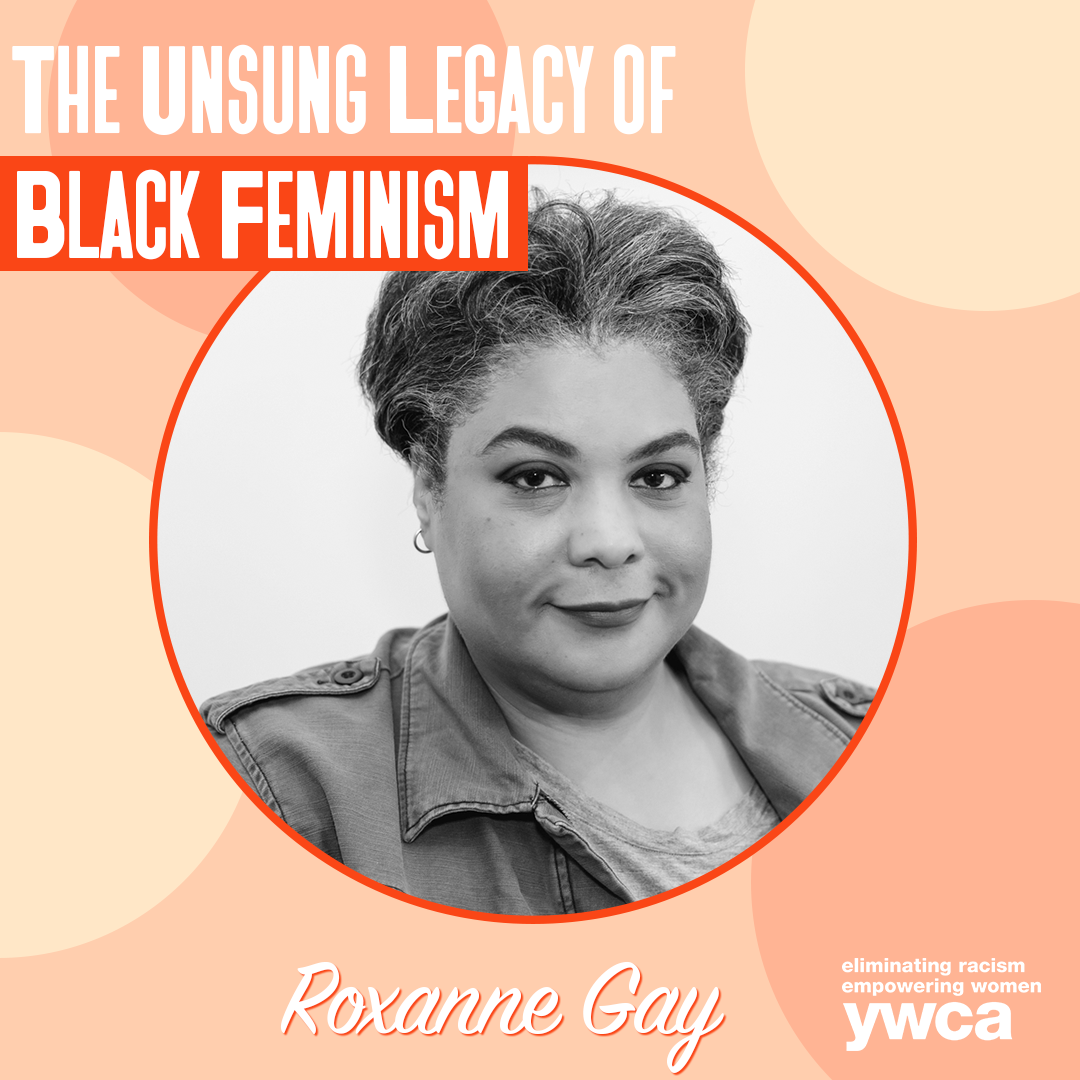 The Unsung Legacy of
Black Feminism
Roxanne Gay
eliminating racism
empowering women
ywca